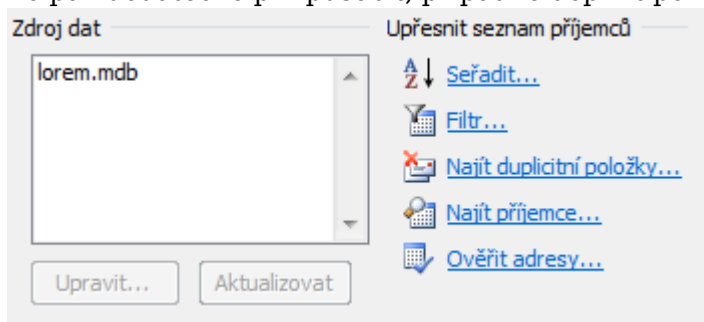 Zdroj dat
lorem.mdb
Upravit...
Aktualizovat
Upřesnit seznam příjemců
Seřadit...
Filtr...
Najít duplicitní položky...
Najít příjemce...
Ověřit adresy...